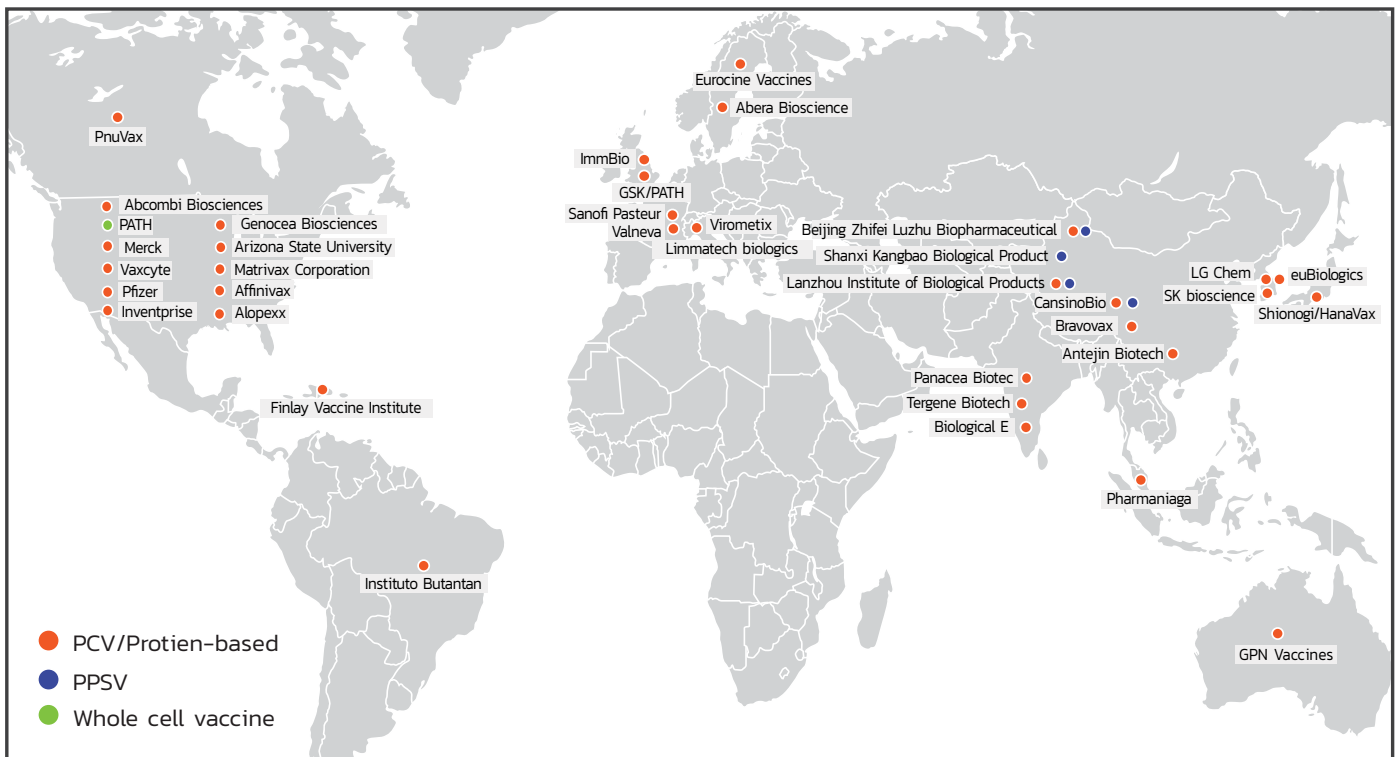 Eurocine Vaccines
Abera Bioscience
PnuVax
ImmBio
GSK/PATH
Abcombi Biosciences
PATH
Genocea Biosciences
Merck
Arizona State University
Vaxcyte
Matrivax Corporation
Pfizer
Affinivax
Inventprise
Alopexx
Sanofi Pasteur
Valneva
Virometix
Limmatech biologics
Beijing Zhifei Luzhu Biopharmaceutical
Shanxi Kangbao Biological Product
Lanzhou Institute of Biological Products
CansinoBio
Bravovax
Antejin Biotech
LG Chem
euBiologics
SK bioscience
Shionogi/HanaVax
Panacea Biotec
Tergene Biotech
Biological E
Finlay Vaccine Institute
Pharmaniaga
Instituto Butantan
GPN Vaccines
PCV/Protien-based
PPSV
Whole cell vaccine